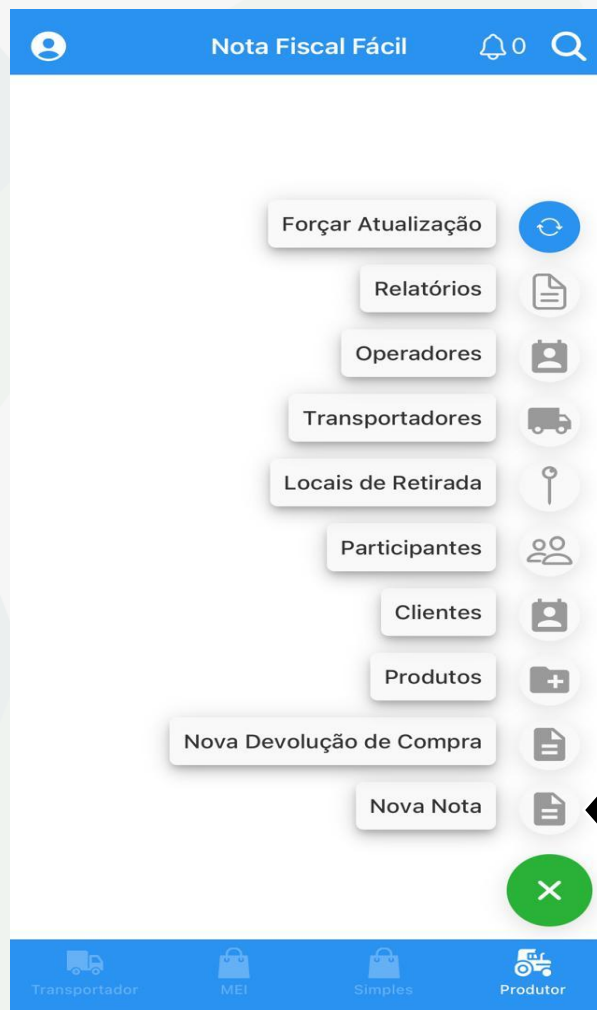 Nota Fiscal Fácil
0
Forçar Atualização
Relatórios
Operadores
Transportadores
Locais de Retirada
Participantes
Clientes
Produtos
Nova Devolução de Compra
Nova Nota
Transportador
MEI
Simples
Produtor